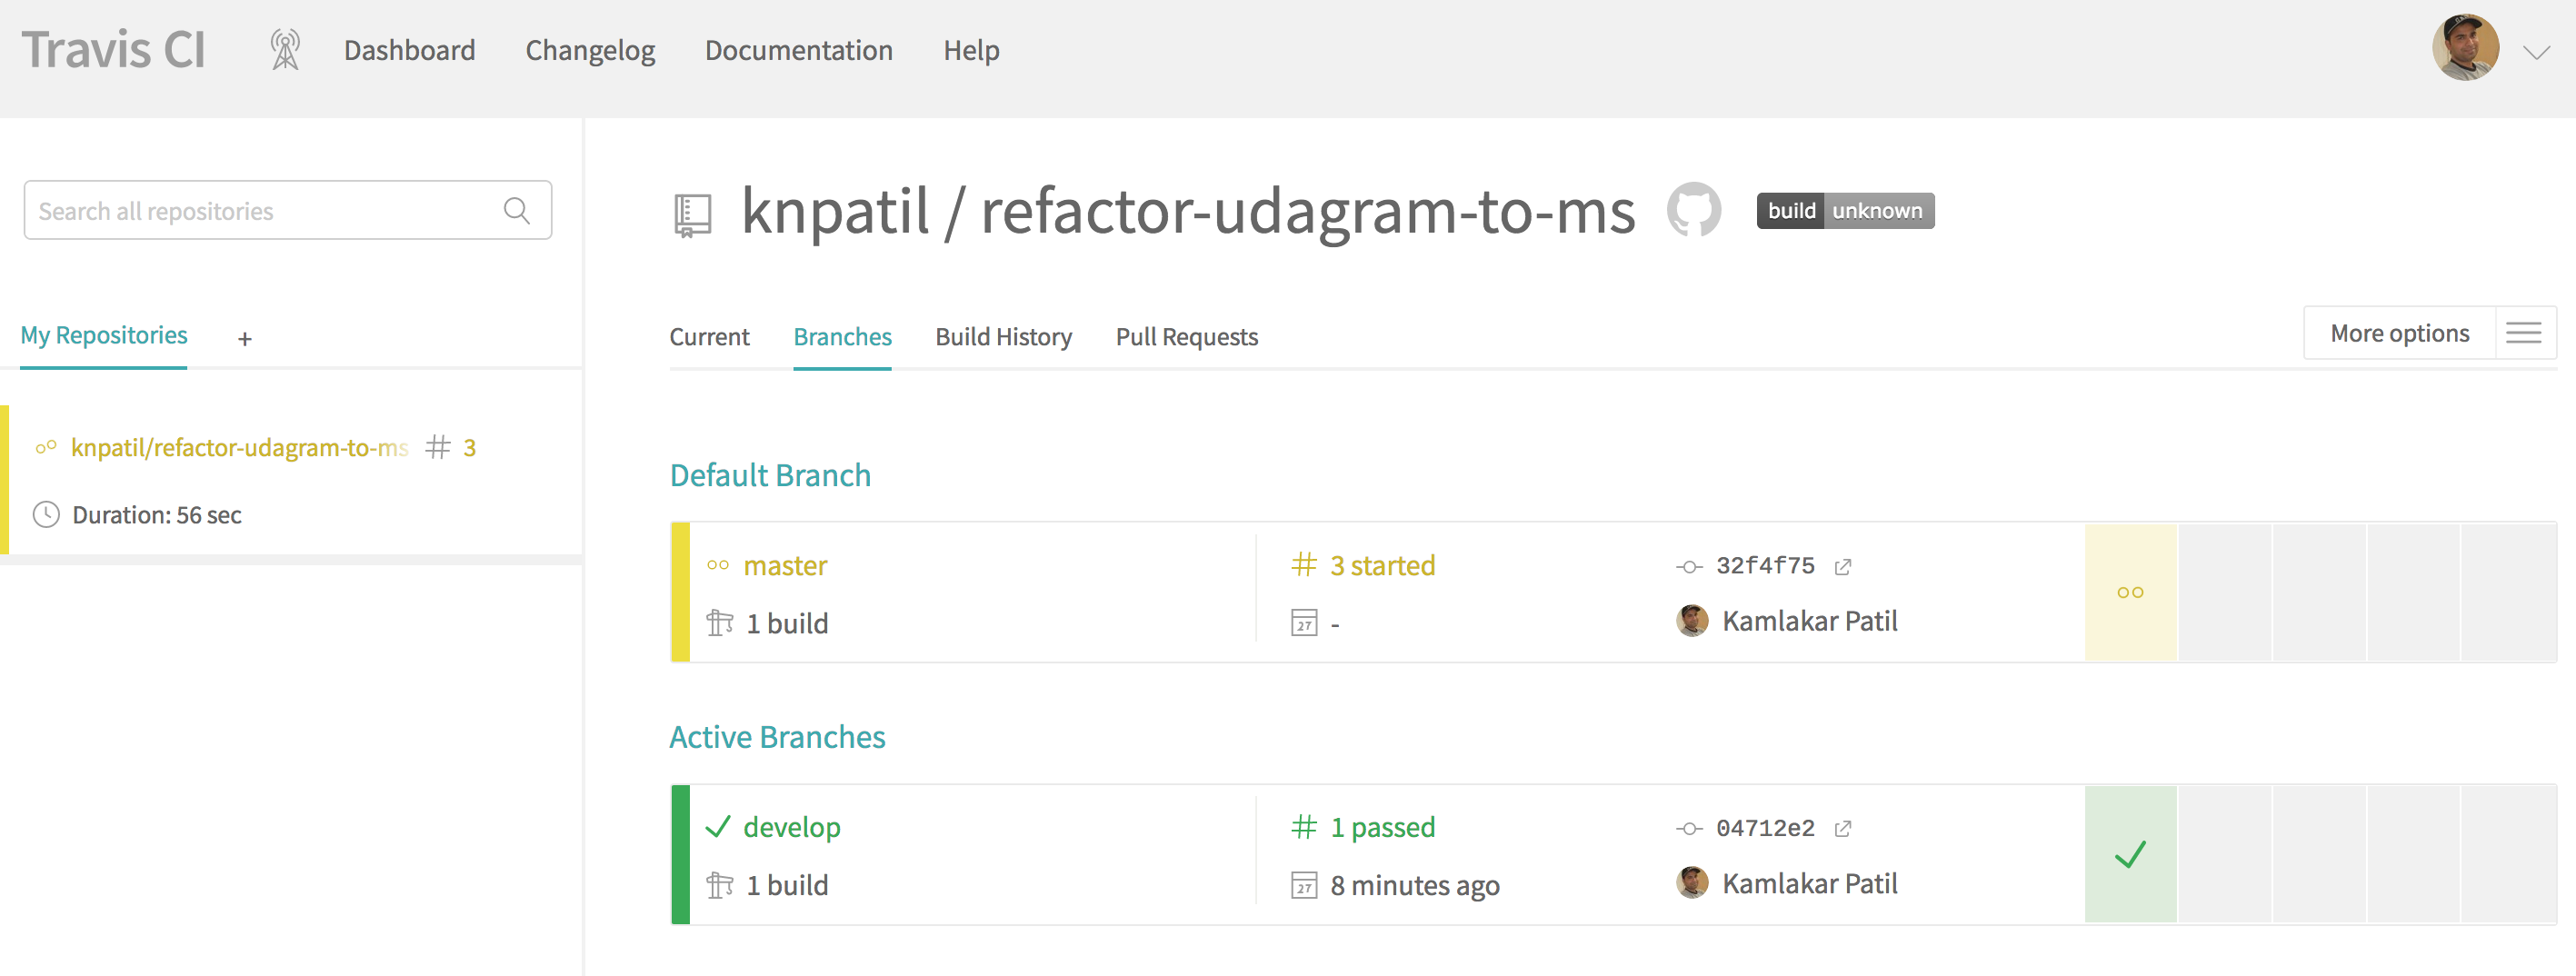 Travis CI Dashboard Changelog Documentation Help
Search all repositories
My Repositories +
knpatil/refactor-udagram-to-ms # 3
Duration: 56 sec
knpatil / refactor-udagram-to-ms build unknown
Current Branches Build History Pull Requests More options
Default Branch
master # 3 started 32f4f75
1 build 27 - Kamlakar Patil
Active Branches
develop # 1 passed 04712e2
1 build 27 8 minutes ago Kamlakar Patil